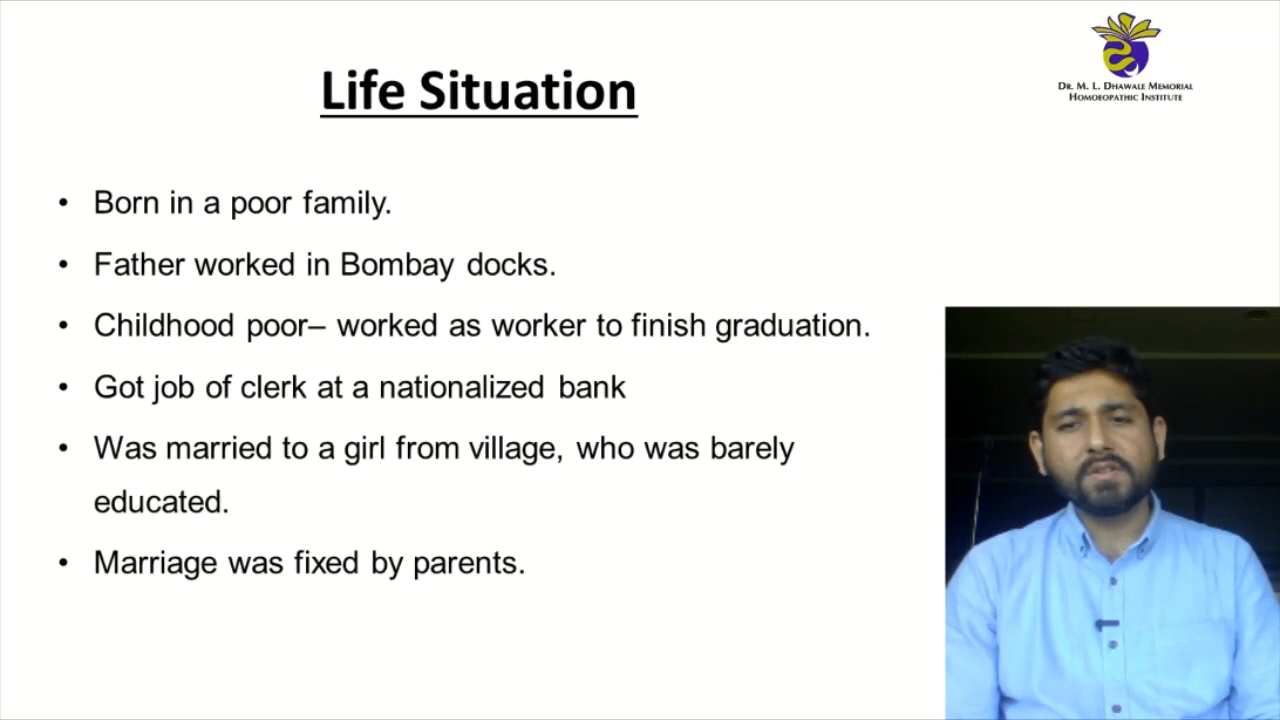 Life Situation
DR. M. L. DHAWALE MEMORIAL
HOMOEOPATHIC INSTITUTE
• Born in a poor family.
• Father worked in Bombay docks.
• Childhood poor– worked as worker to finish graduation.
• Got job of clerk at a nationalized bank
• Was married to a girl from village, who was barely
educated.
• Marriage was fixed by parents.